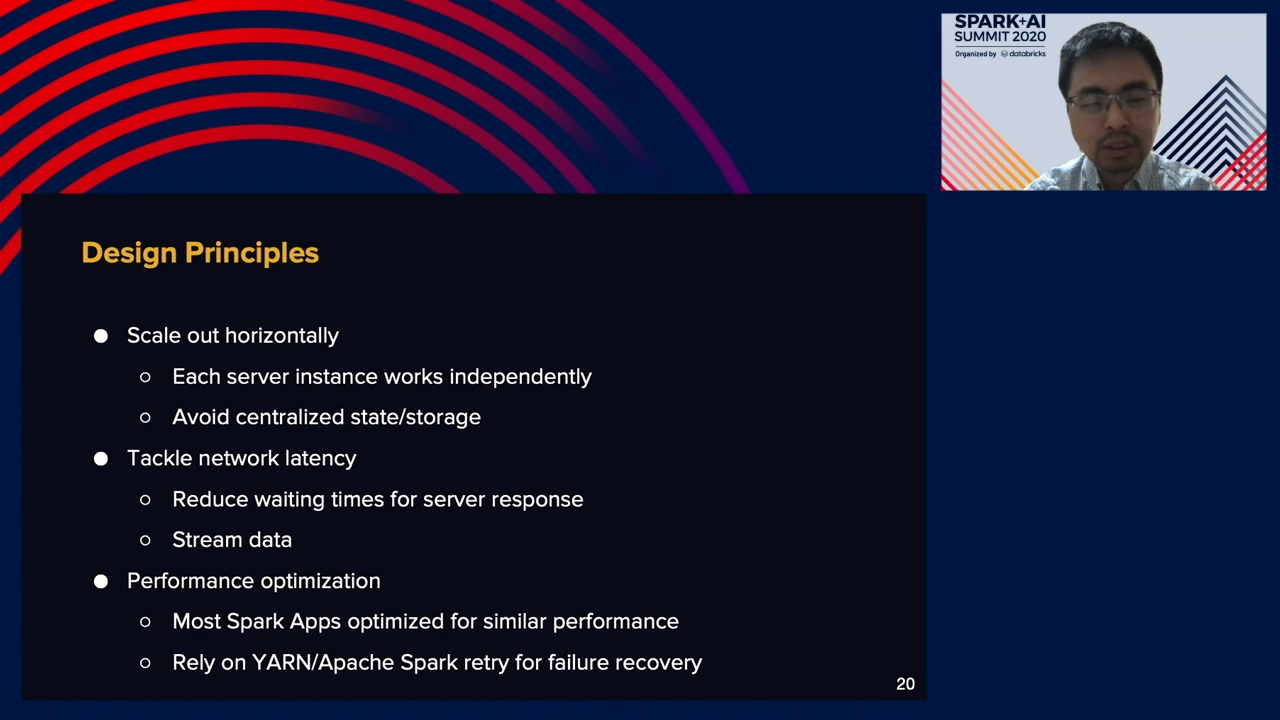 SPARK+AI
SUMMIT 2020
Organized by databricks
Design Principles
Scale out horizontally
Each server instance works independently
Avoid centralized state/storage
Tackle network latency
Reduce waiting times for server response
Stream data
Performance optimization
Most Spark Apps optimized for similar performance
Rely on YARN/Apache Spark retry for failure recovery
20